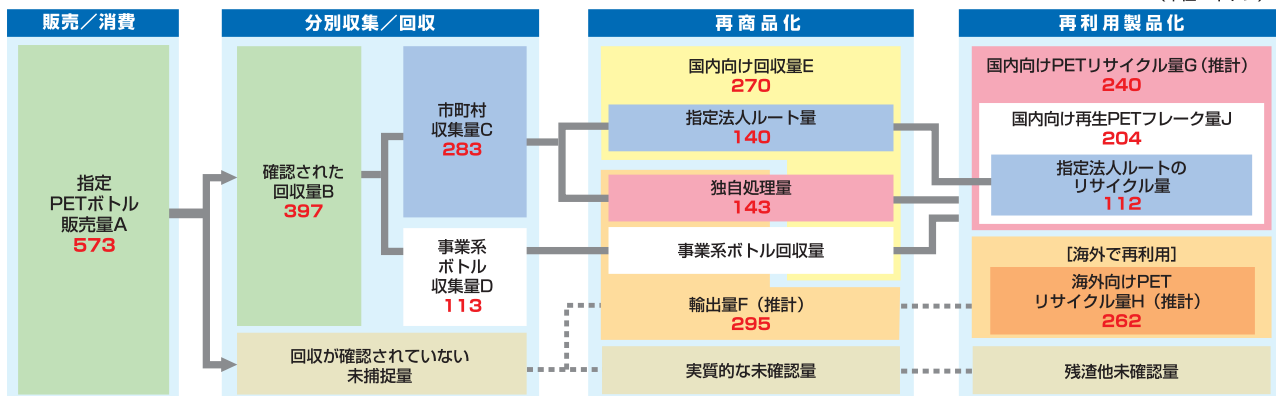 販売／消費
指定
PETボトル
販売量A
573
分別収集／回収
確認された
回収量B
397
市町村
収集量C
283
事業系
ボトル
収集量D
113
回収が確認されていない
未捕捉量
再商品化
国内向け回収量E
270
指定法人ルート量
140
独自処理量
143
事業系ボトル回収量
輸出量F（推計）
295
実質的な未確認量
再利用製品化
国内向けPETリサイクル量G（推計）
240
国内向け再生PETフレーク量J
204
指定法人ルートの
リサイクル量
112
［海外で再利用］
海外向けPET
リサイクル量H（推計）
262
残渣他未確認量